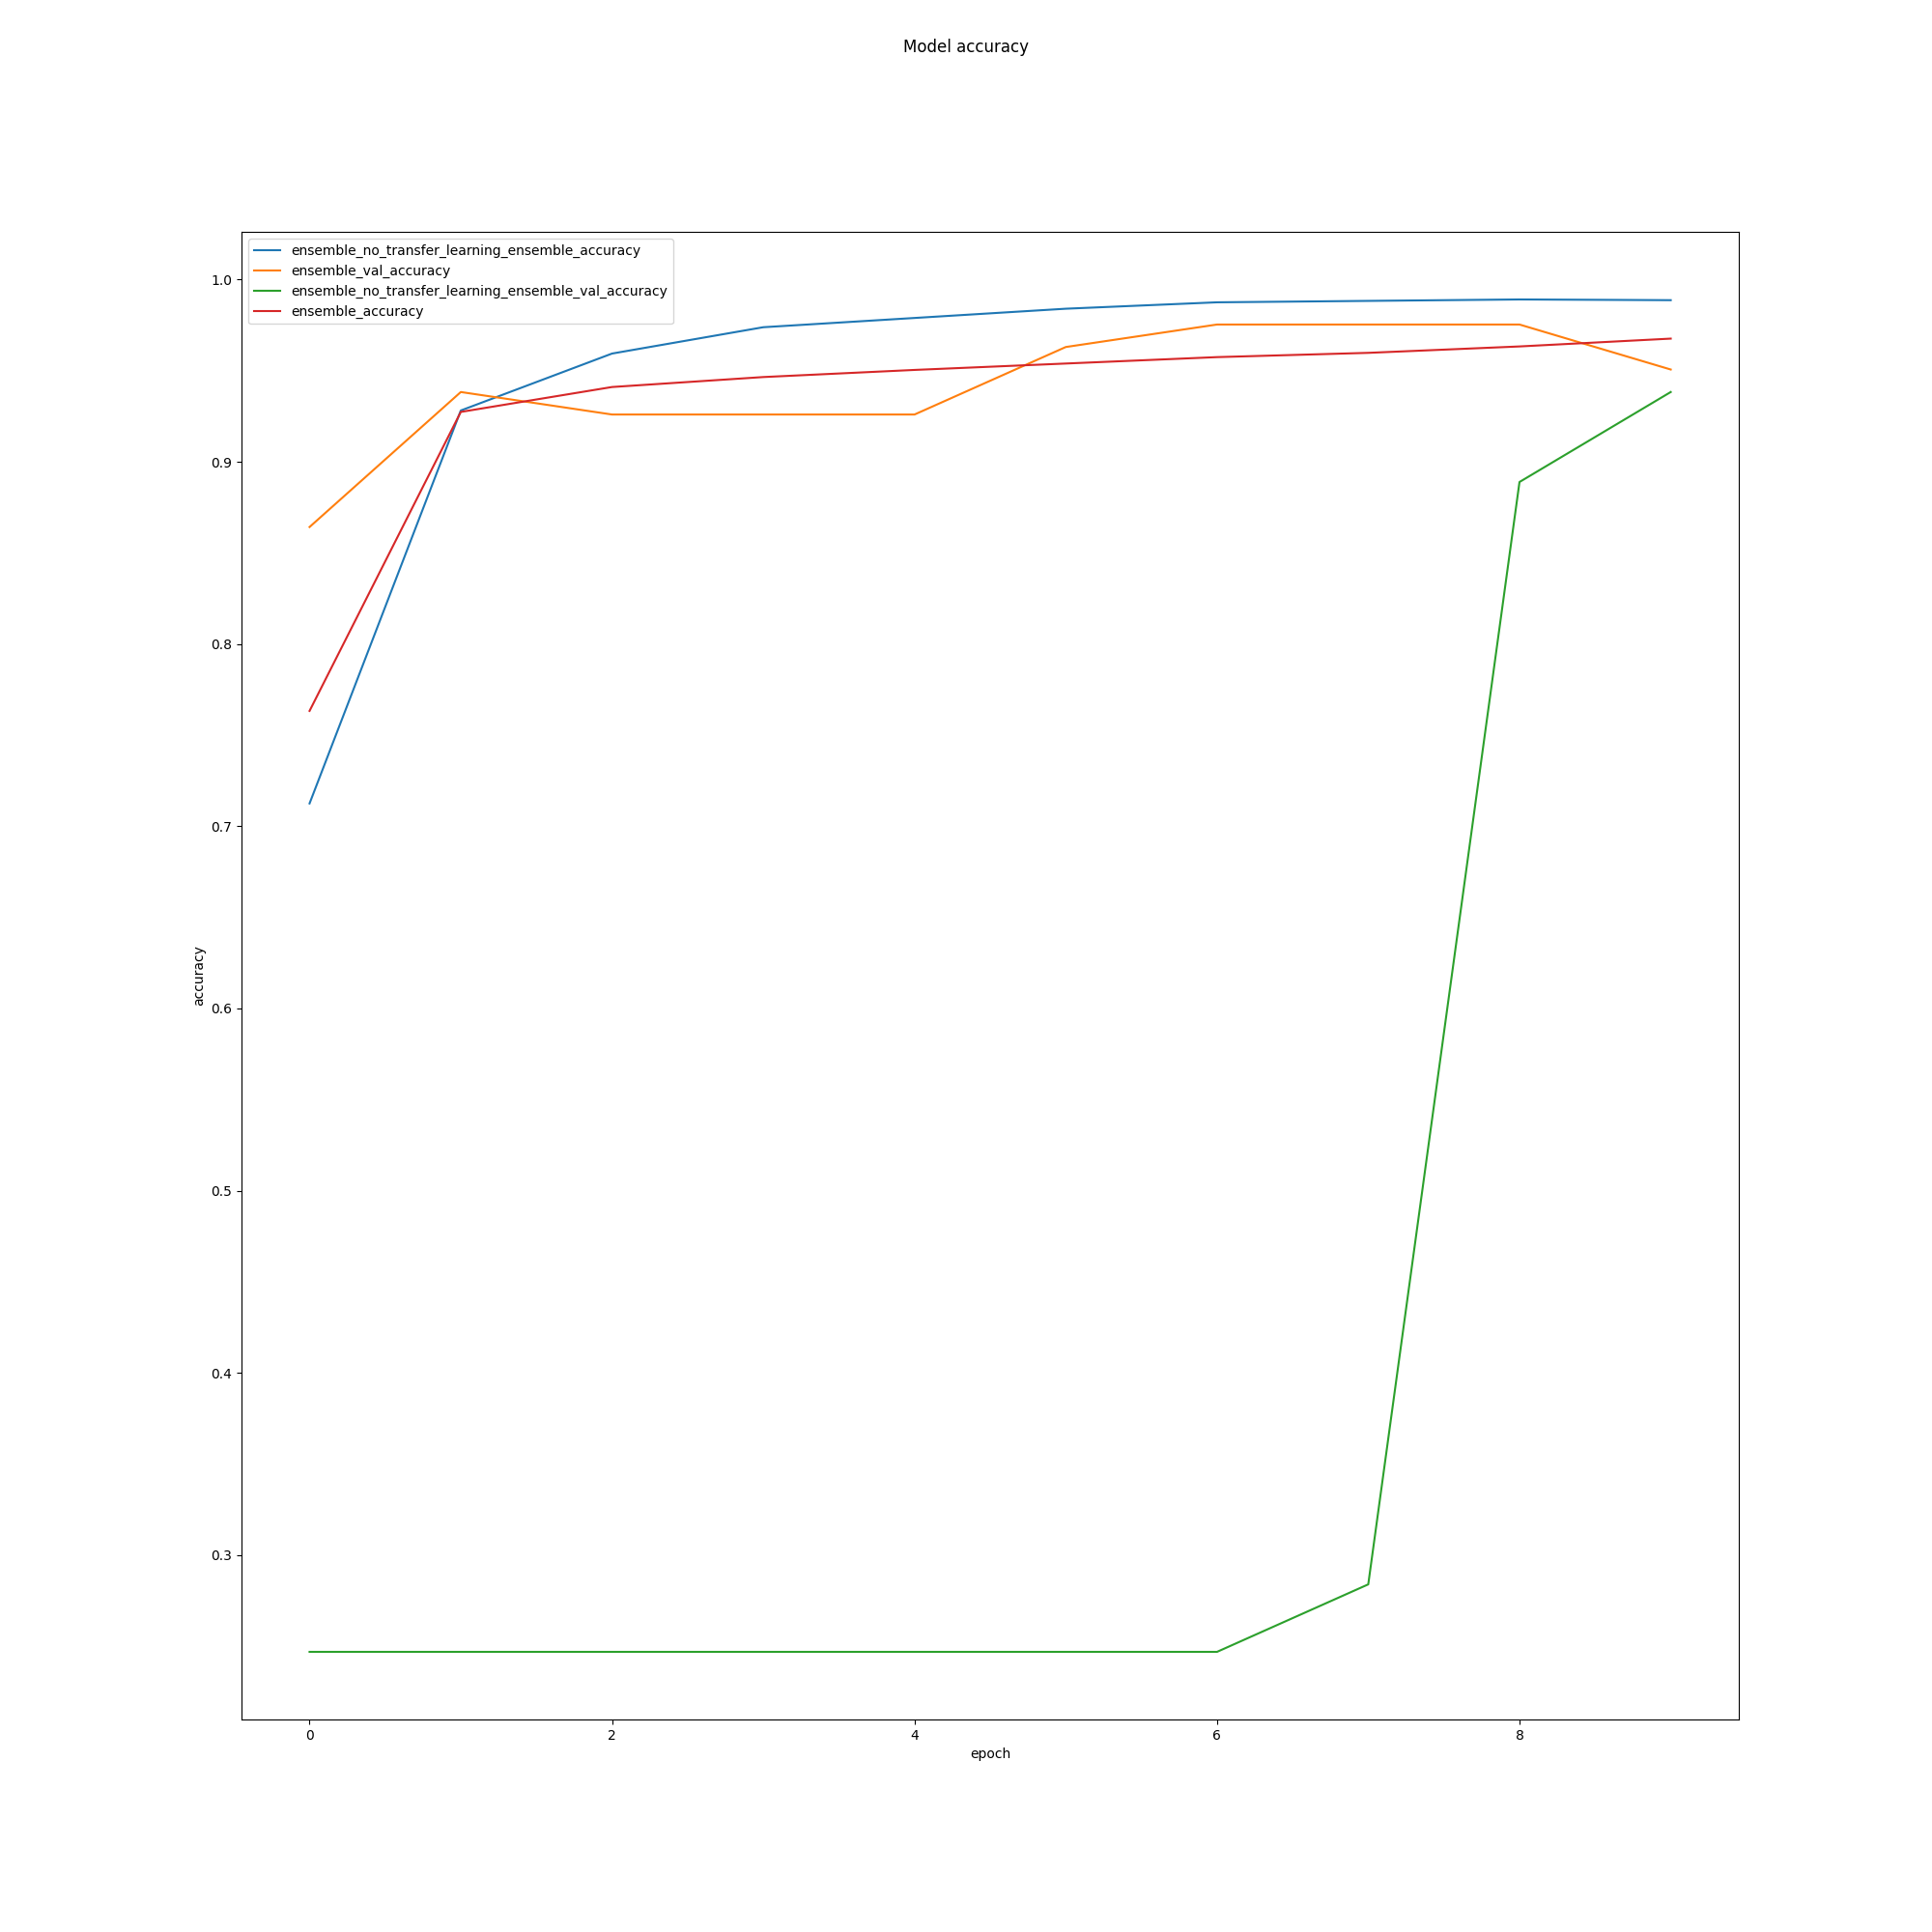 Model accuracy
ensemble_no_transfer_learning_ensemble_accuracy
ensemble_val_accuracy
ensemble_no_transfer_learning_ensemble_val_accuracy
ensemble_accuracy
1.0
0.9
0.8
0.7
0.6
0.5
0.4
0.3
accuracy
0 2 4 6 8
epoch